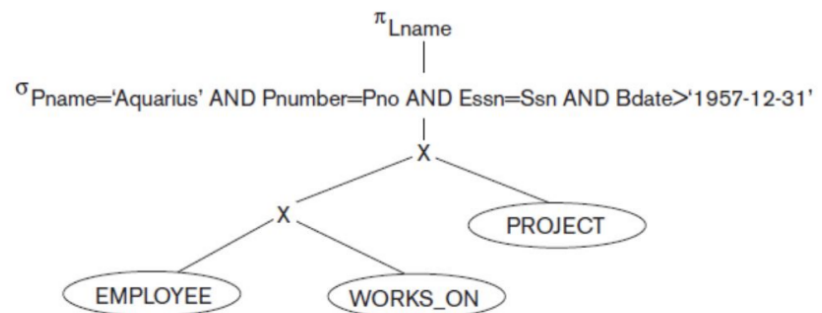 π Lname
σ Pname=‘Aquarius’ AND Pnumber=Pno AND Essn=Ssn AND Bdate>‘1957-12-31’
X
X
PROJECT
EMPLOYEE WORKS_ON